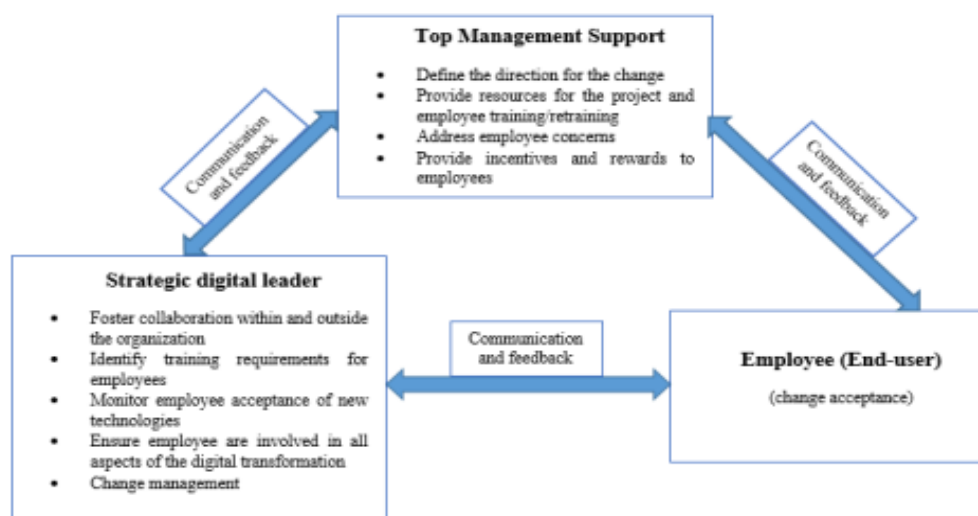 Top Management Support
• Define the direction for the change
• Provide resources for the project and
employee training/retraining
• Address employee concerns
• Provide incentives and rewards to
employees
Communication
and feedback
Communication
and feedback
Strategic digital leader
• Foster collaboration within and outside
the organization
• Identify training requirements for
employees
• Monitor employee acceptance of new
technologies
• Ensure employee are involved in all
aspects of the digital transformation
• Change management
Communication
and feedback
Employee (End-user)
(change acceptance)